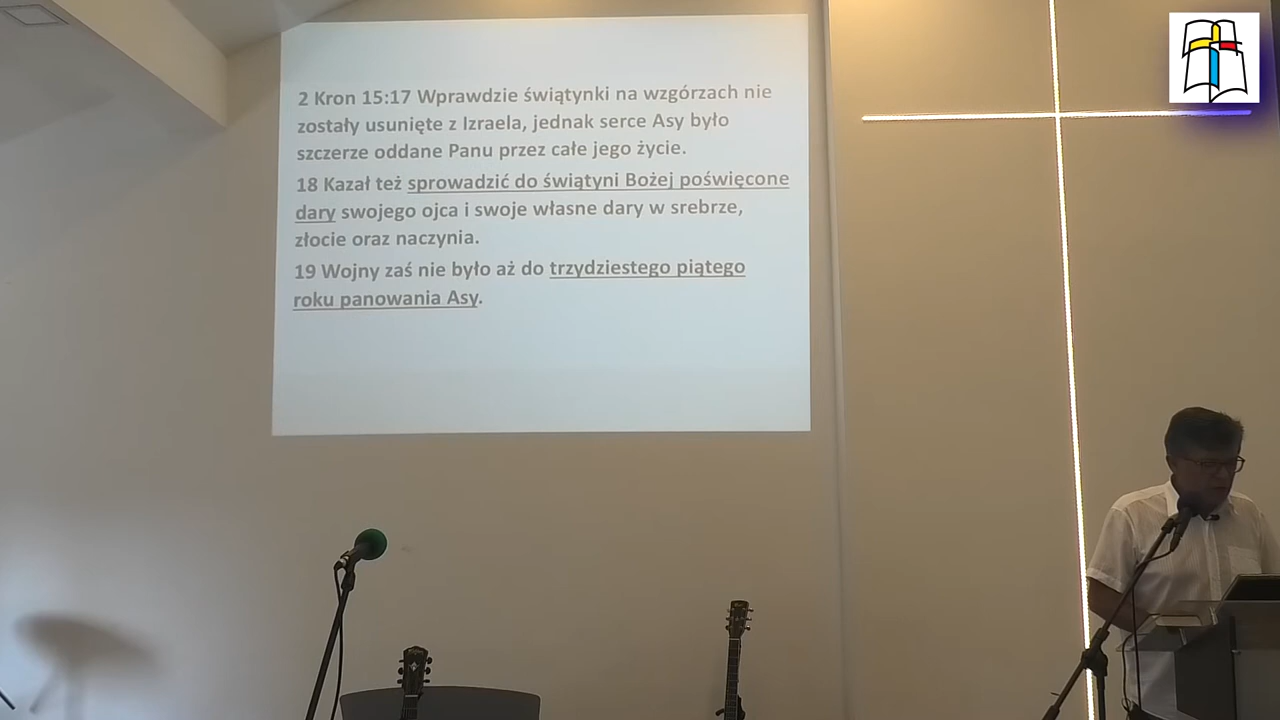 2 Kron 15:17 Wprawdzie świątynki na wzgórzach nie
zostały usunięte z Izraela, jednak serce Asy było
szczerze oddane Panu przez całe jego życie.
18 Kazał też sprowadzić do świątyni Bożej poświęcone
dary swojego ojca i swoje własne dary w srebrze,
złocie oraz naczynia.
19 Wojny zaś nie było aż do trzydziestego piątego
roku panowania Asy.